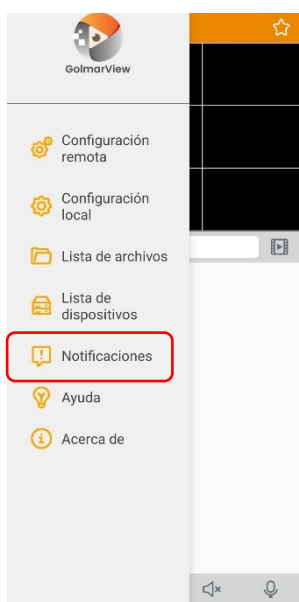 GolmarView
Configuración
remota
Configuración
local
Lista de archivos
Lista de
dispositivos
Notificaciones
Ayuda
Acerca de